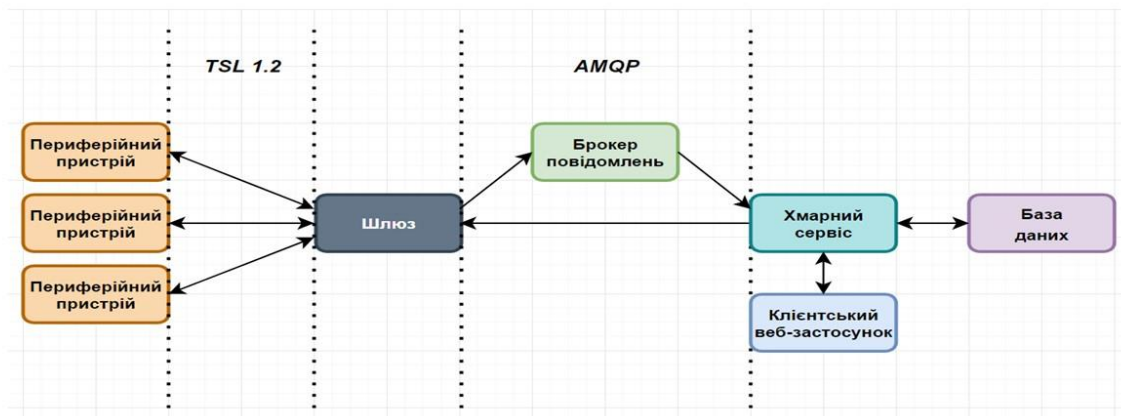 TSL 1.2
AMQP
Периферійний
пристрій
Брокер
повідомлень
Периферійний
пристрій
Шлюз
Хмарний
сервіс
База
даних
Периферійний
пристрій
Клієнтський
веб-застосунок